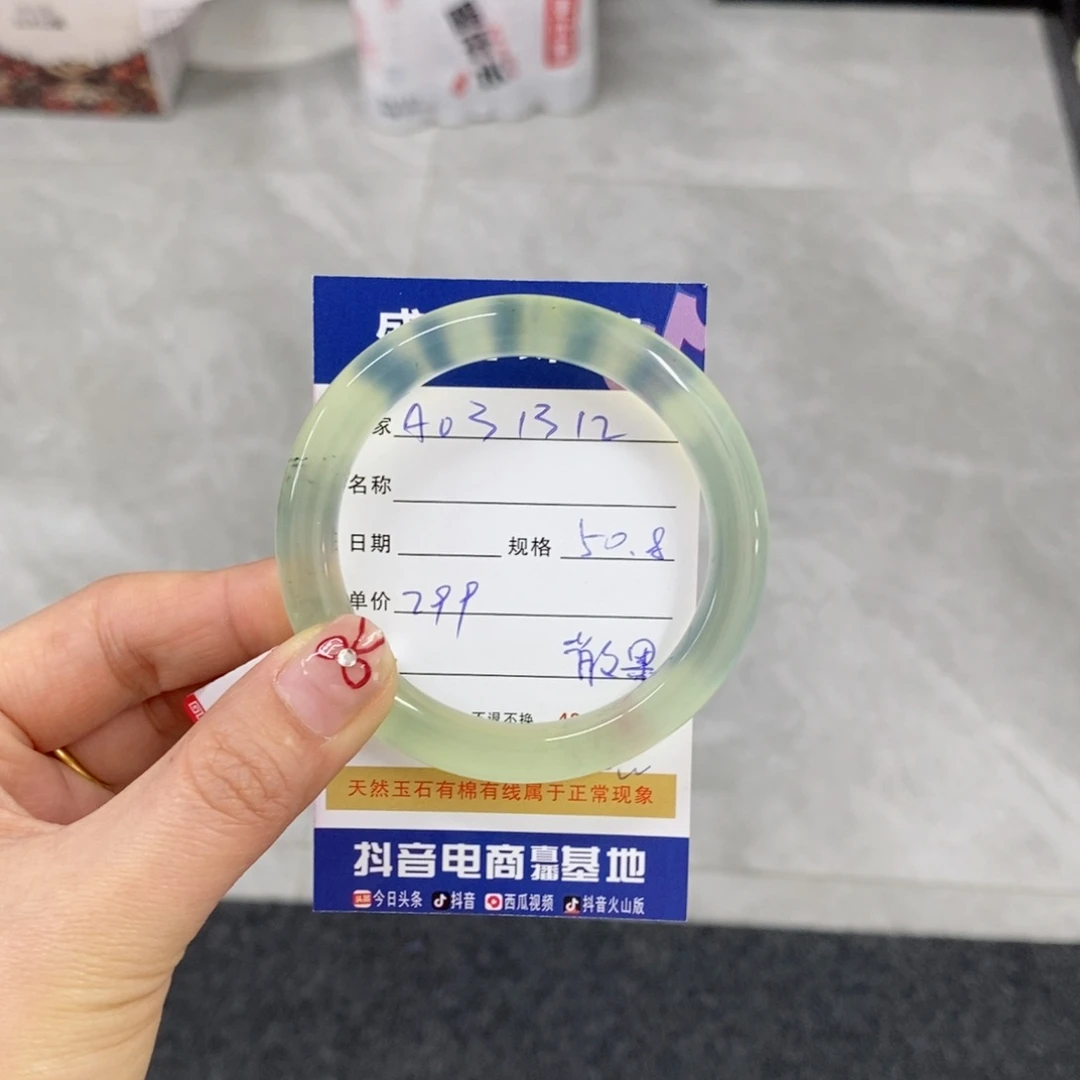 盛
家 A031312
名称
日期 规格 50.8
单价 299
散果
不退不换
天然玉石有棉有线属于正常现象
抖音电商直播基地
今日头条 抖音 西瓜视频 抖音火山版